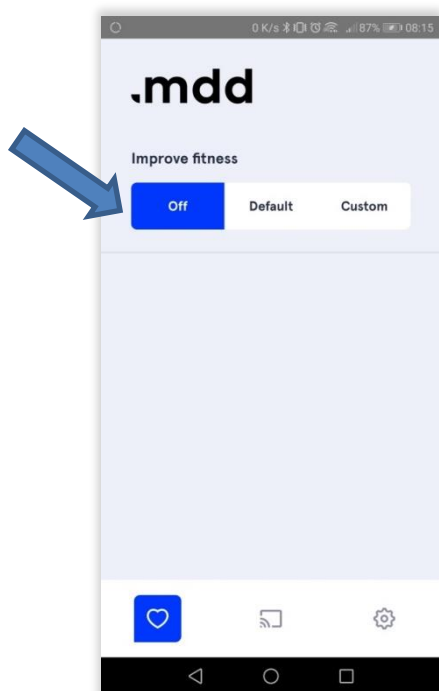 0 K/s 87% 08:15
.mdd
Improve fitness
Off Default Custom